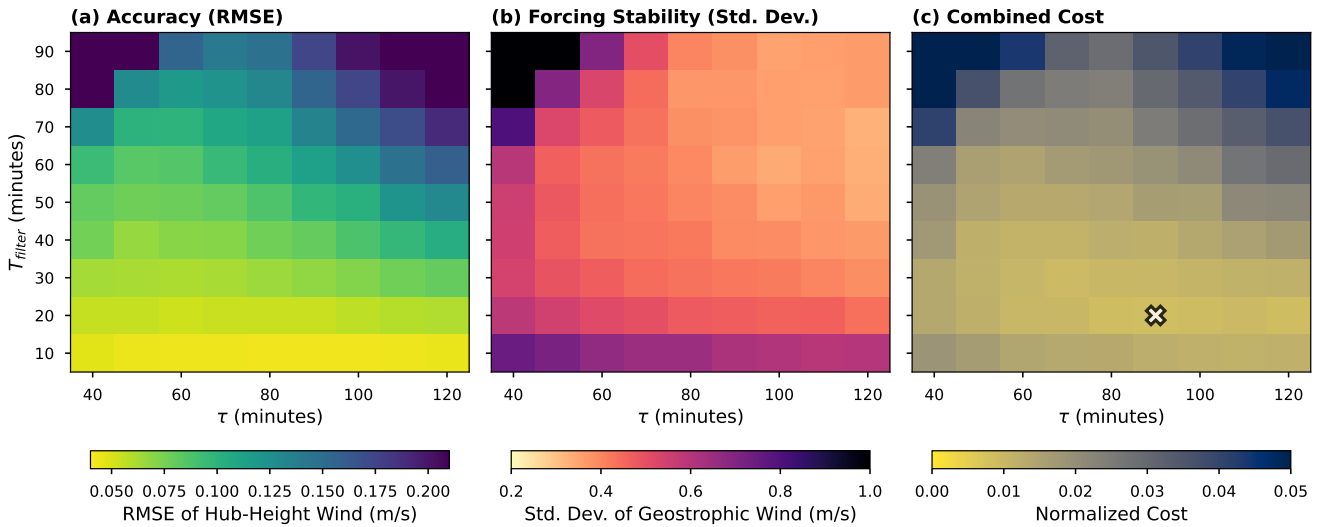 (a) Accuracy (RMSE)
(b) Forcing Stability (Std. Dev.)
(c) Combined Cost
T_filter (minutes)
90
80
70
60
50
40
30
20
10
40 60 80 100 120
40 60 80 100 120
40 60 80 100 120
τ (minutes)
τ (minutes)
τ (minutes)
0.050 0.075 0.100 0.125 0.150 0.175 0.200
0.2 0.4 0.6 0.8 1.0
0.00 0.01 0.02 0.03 0.04 0.05
RMSE of Hub-Height Wind (m/s)
Std. Dev. of Geostrophic Wind (m/s)
Normalized Cost